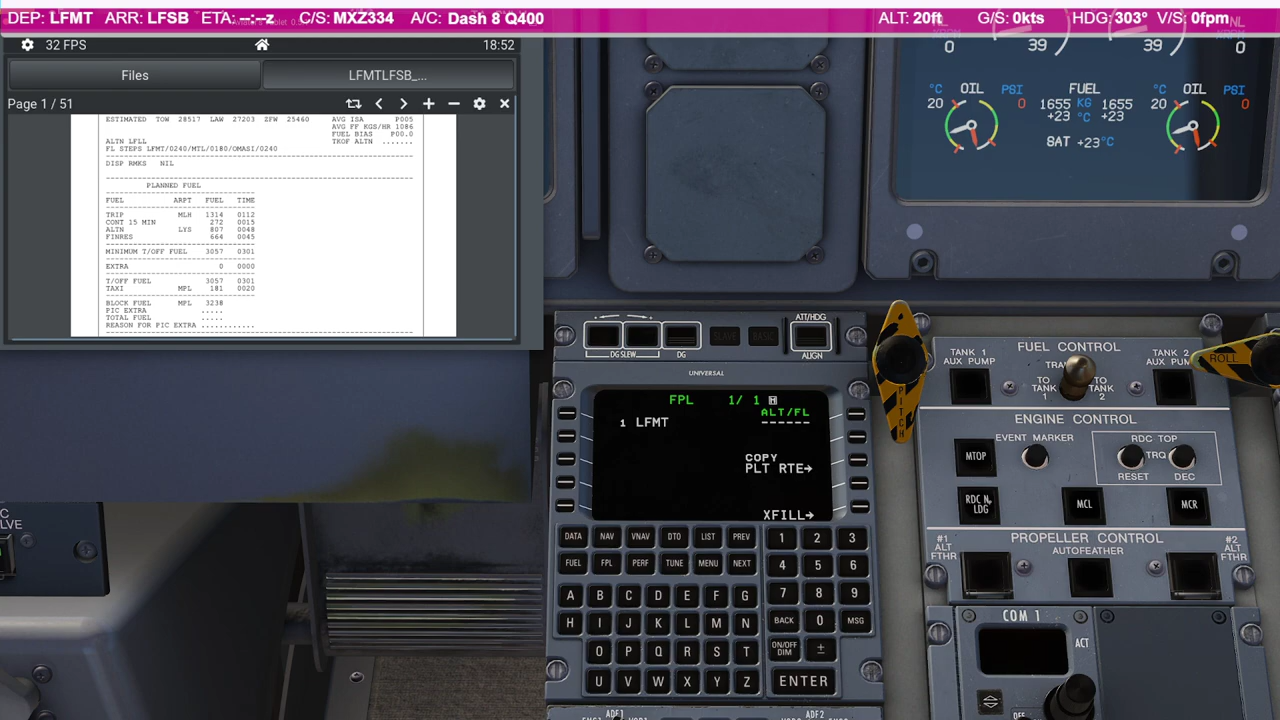 DEP: LFMT ARR: LFSB ETA: --:--z C/S: MXZ334 A/C: Dash 8 Q400 ALT: 20ft G/S: 0kts HDG: 303° V/S: 0fpm
32 FPS 18:52
Files LFMTLFSB_...
Page 1 / 51
ESTIMATED TOW 28517 LAW 27203 ZFW 25460 AVG ISA P005
AVG FF KGS/HR 1086
FUEL BIAS P00.0
ALTN LFLL TKOF ALTN .......
FL STEPS LFMT/0240/MTL/0180/OMASI/0240
DISP RMKS NIL
PLANNED FUEL
FUEL ARPT FUEL TIME
TRIP MLH 1314 0112
CONT 15 MIN 272 0015
ALTN LYS 807 0048
FINRES 664 0045
MINIMUM T/OFF FUEL 3057 0301
EXTRA 0 0000
T/OFF FUEL 3057 0301
TAXI MPL 181 0020
BLOCK FUEL MPL 3238
PIC EXTRA .....
TOTAL FUEL .....
REASON FOR PIC EXTRA ............
NL
0 39 39 0
°C OIL PSI FUEL °C OIL PSI
20 0 1655 KG 1655 20 0
+23 °C +23
SAT +23°C
ATT/HDG
DG SLEW DG SLAVE BASIC ALIGN
UNIVERSAL
FPL 1/ 1 M
ALT/FL
1 LFMT ------
COPY
PLT RTE→
XFILL→
DATA NAV VNAV DTO LIST PREV 1 2 3
FUEL FPL PERF TUNE MENU NEXT 4 5 6
A B C D E F G 7 8 9
H I J K L M N BACK 0 MSG
O P Q R S T ON/OFF DIM ±
U V W X Y Z ENTER
PITCH
ROLL
FUEL CONTROL
TANK 1 AUX PUMP
TO TANK 1
TO TANK 2
TANK 2
AUX PUMP
ENGINE CONTROL
EVENT MARKER
RDC TOP
TRQ
RESET DEC
MTOP
RDC Np LDG
MCL
MCR
PROPELLER CONTROL
#1 ALT FTHR
AUTOFEATHER
#2 ALT FTHR
COM 1
ACT
OFF
ADF1
ADF2